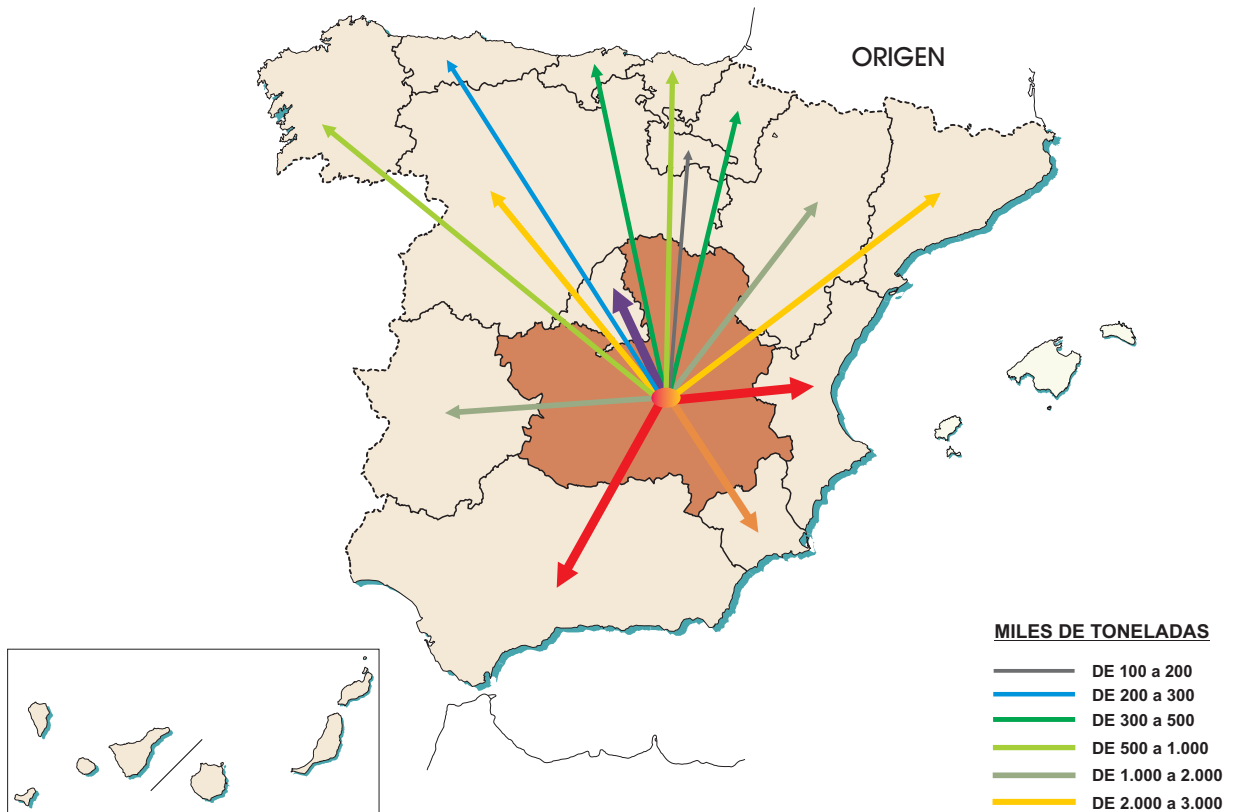 ORIGEN
MILES DE TONELADAS
DE 100 a 200
DE 200 a 300
DE 300 a 500
DE 500 a 1.000
DE 1.000 a 2.000
DE 2.000 a 3.000